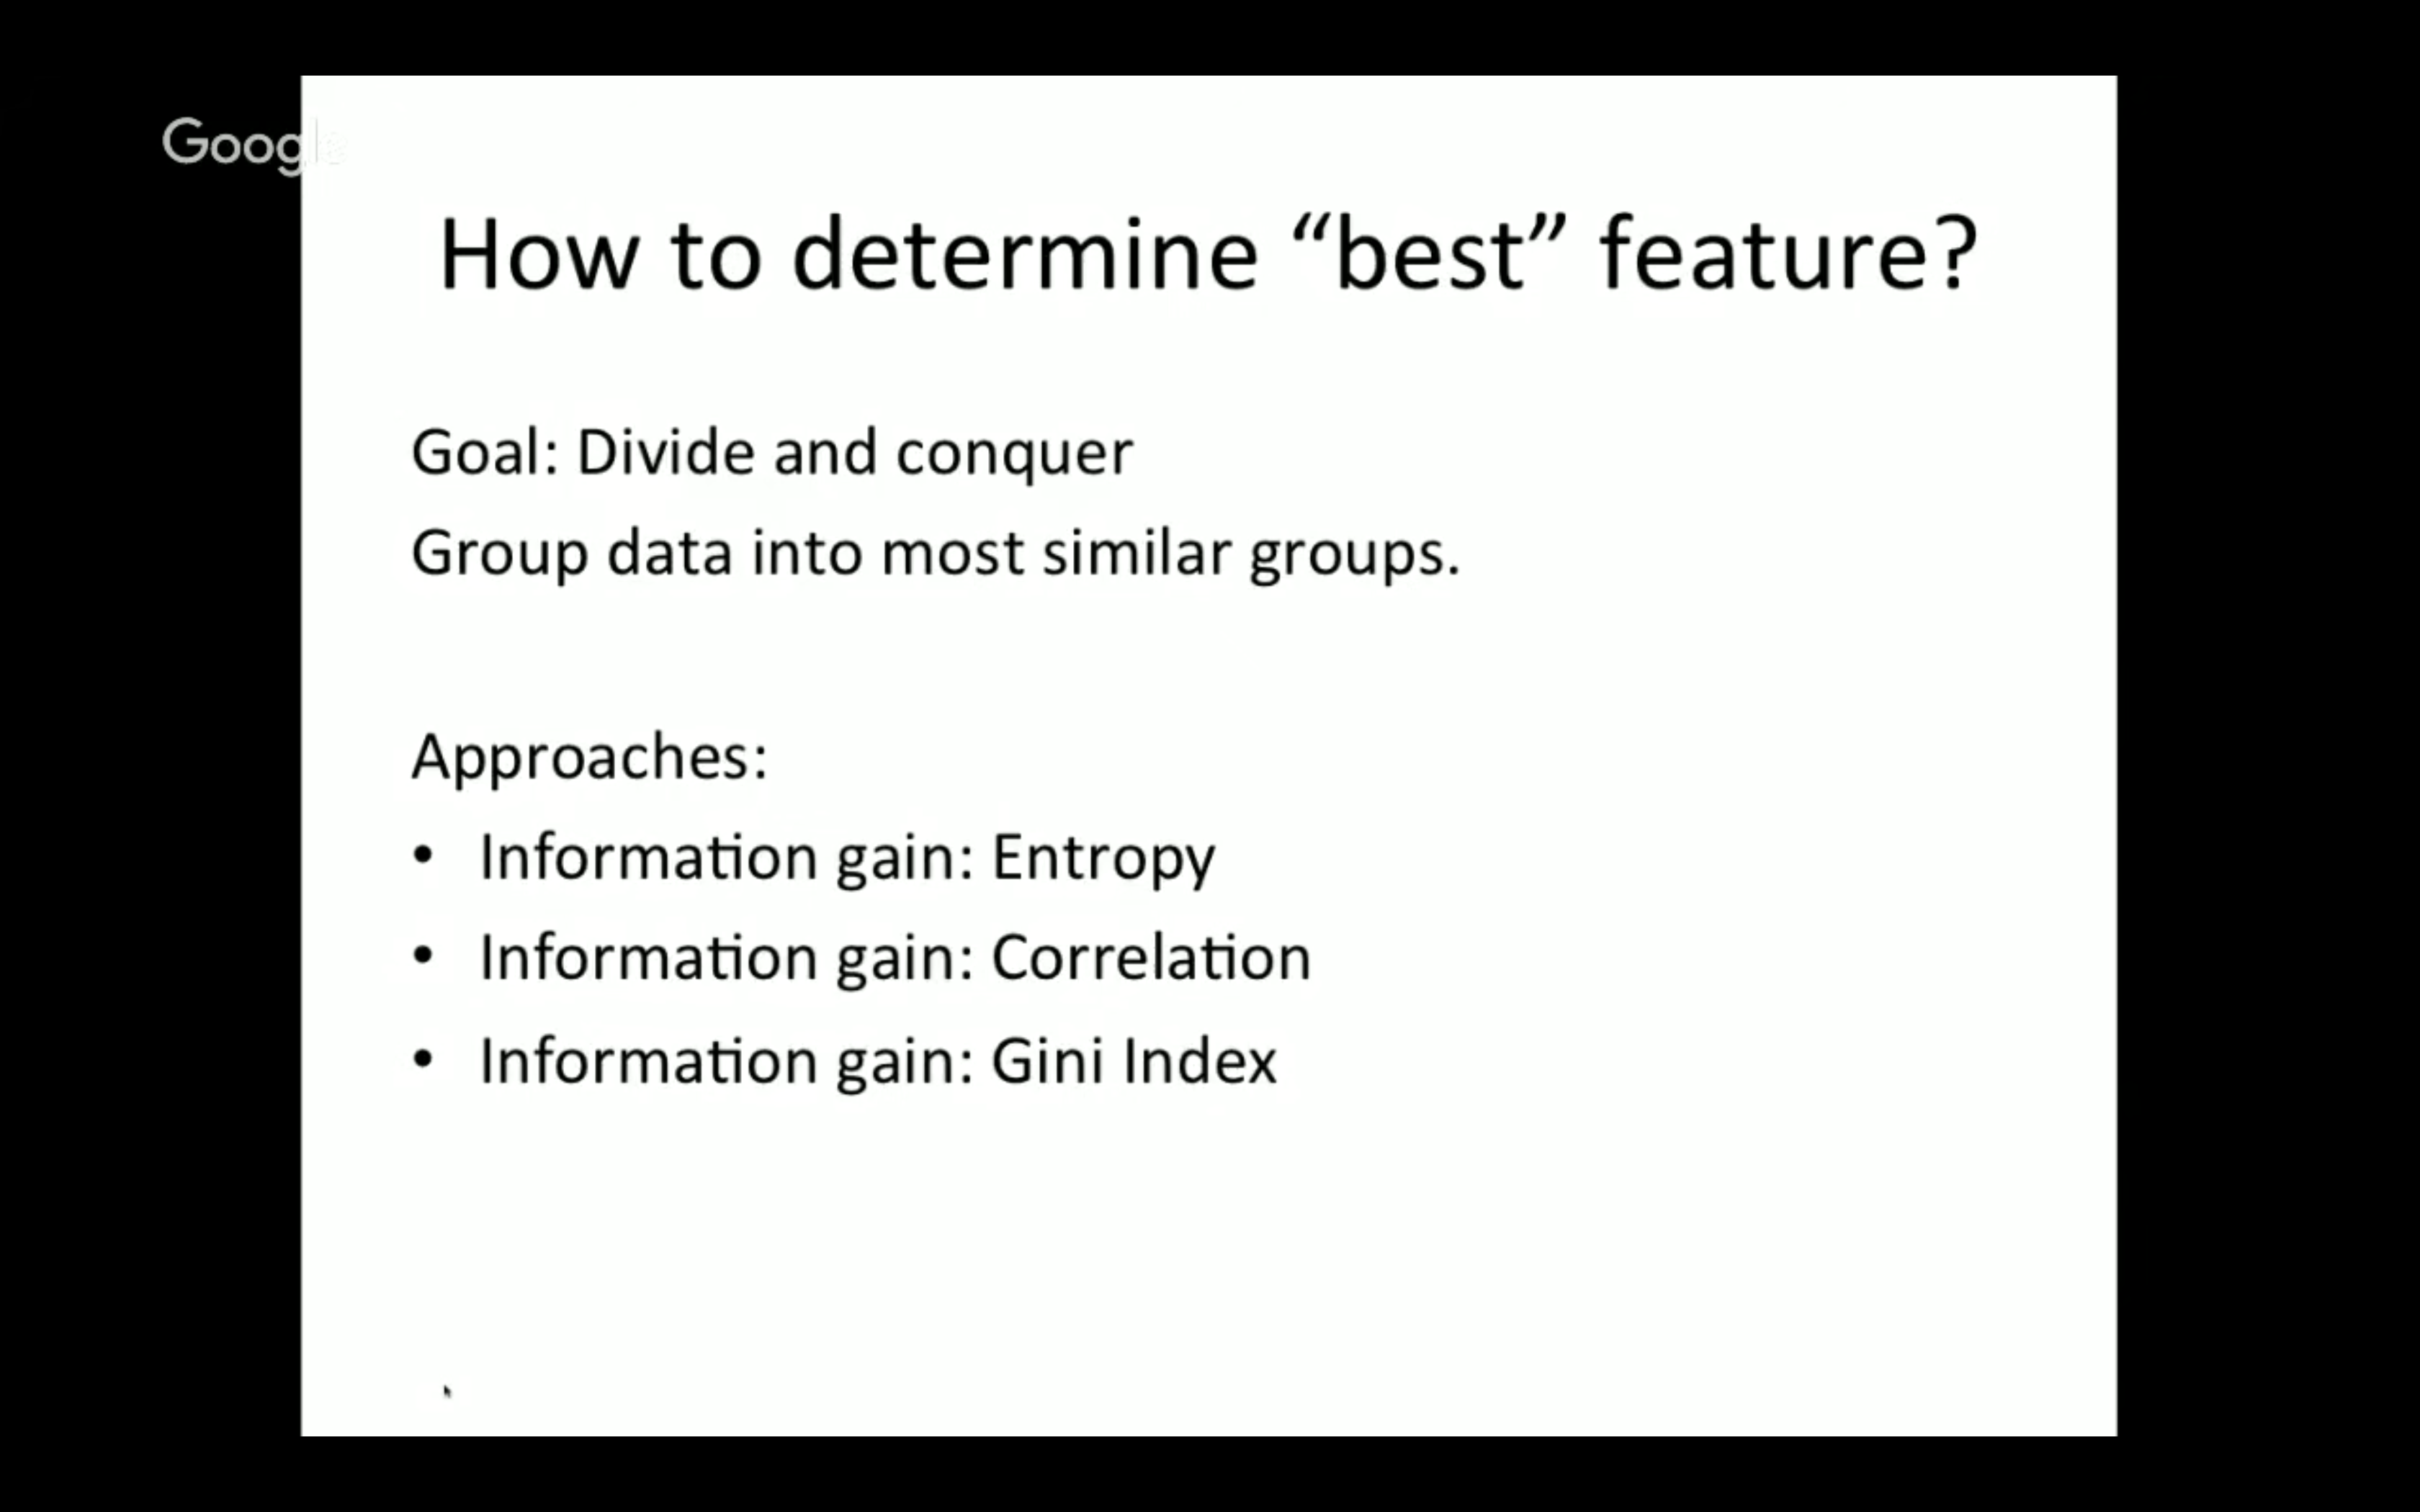 Google
How to determine “best” feature?
Goal: Divide and conquer
Group data into most similar groups.
Approaches:
• Information gain: Entropy
• Information gain: Correlation
• Information gain: Gini Index